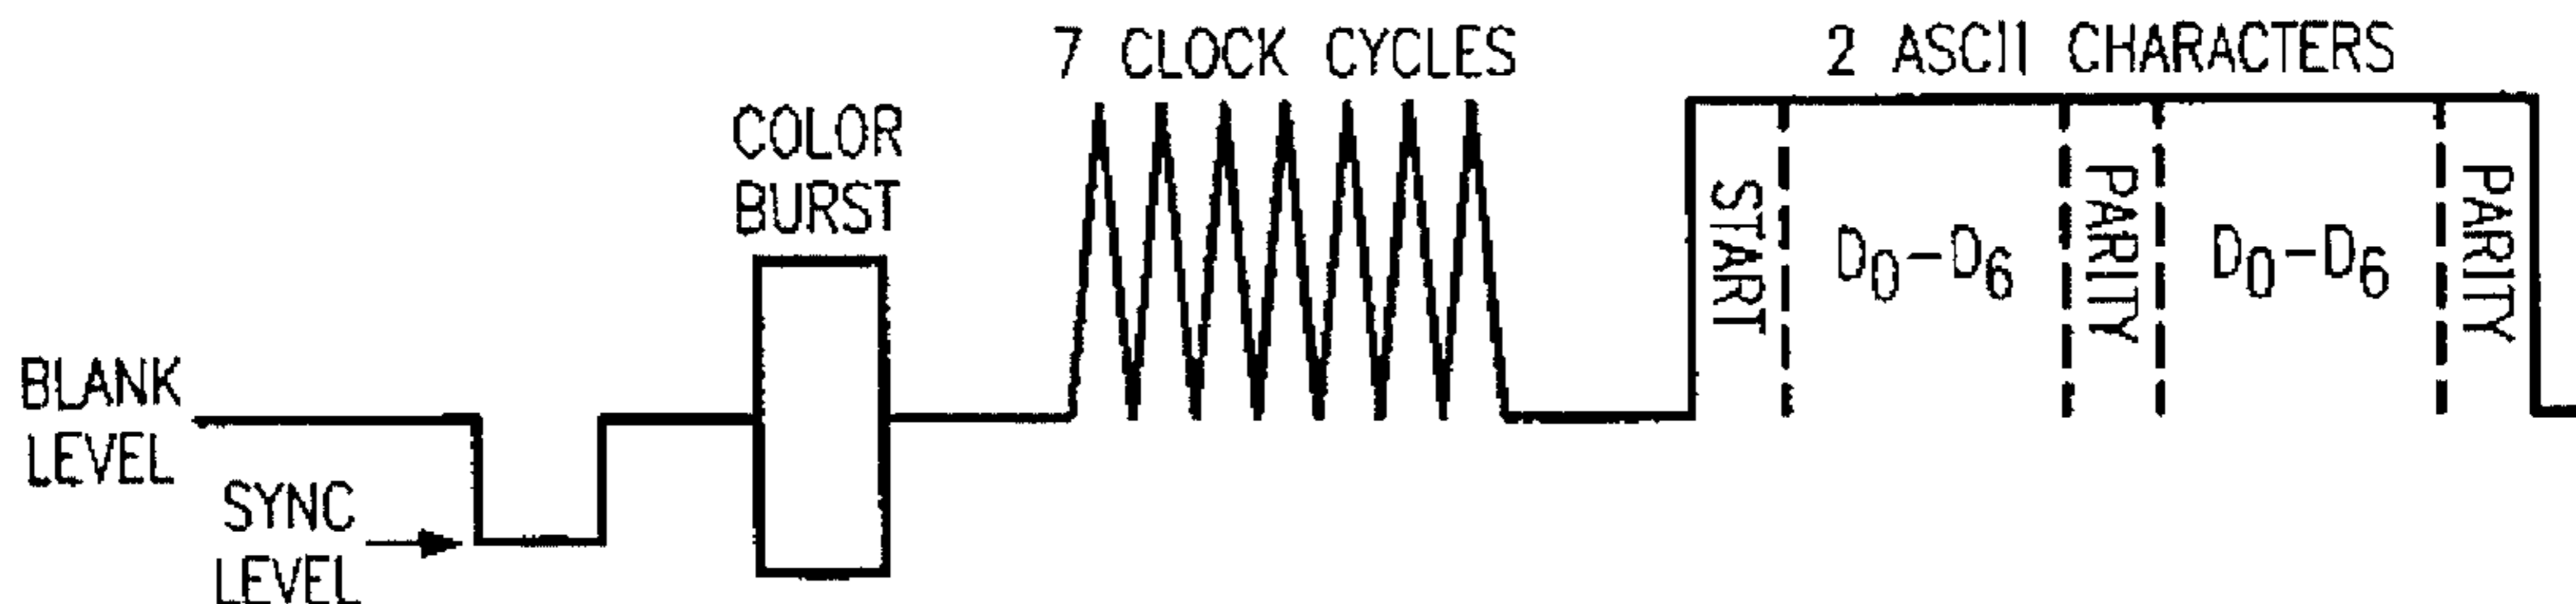 7 CLOCK CYCLES
2 ASCII CHARACTERS
COLOR
BURST
START
D0-D6
PARITY
D0-D6
PARITY
BLANK
LEVEL
SYNC
LEVEL